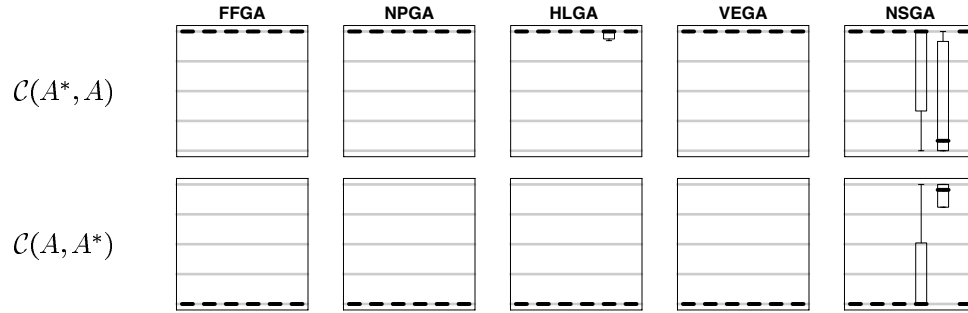 FFGA NPGA HLGA VEGA NSGA
𝒞(A*, A)
𝒞(A, A*)